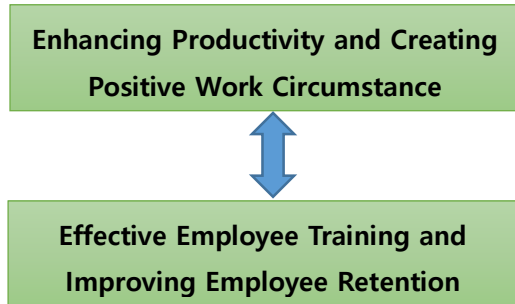 Enhancing Productivity and Creating
Positive Work Circumstance
Effective Employee Training and
Improving Employee Retention